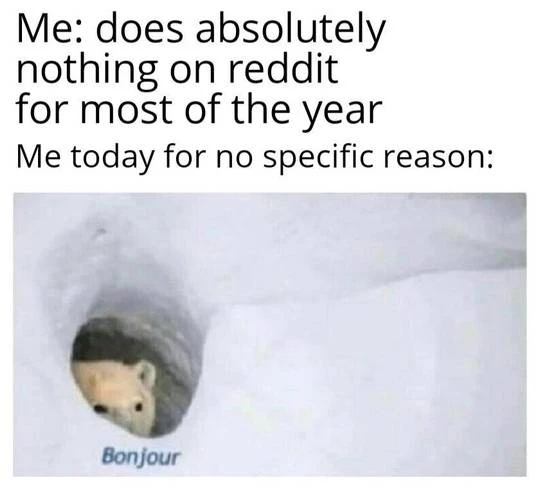 Me: does absolutely
nothing on reddit
for most of the year
Me today for no specific reason:
Bonjour